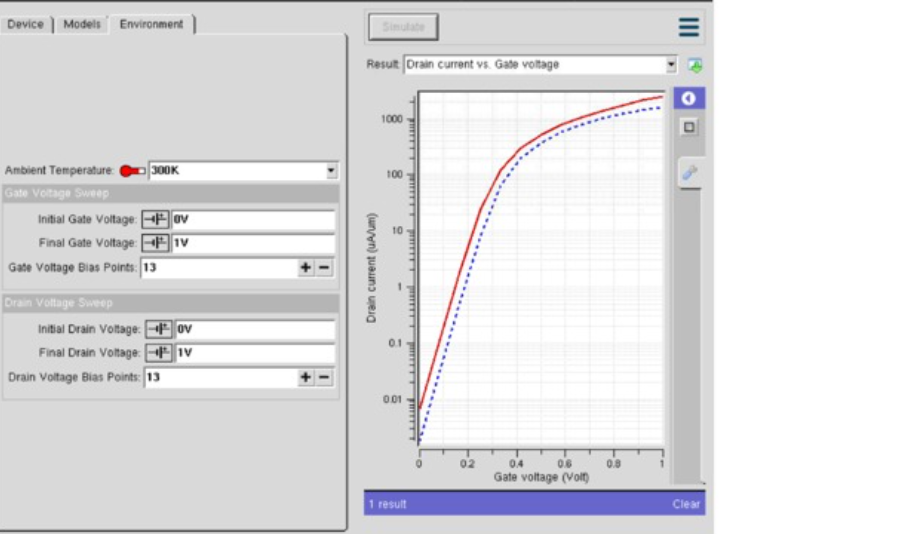 Device Models Environment
Simulate
Result: Drain current vs. Gate voltage
Ambient Temperature: 300K
Gate Voltage Sweep
Initial Gate Voltage: 0V
Final Gate Voltage: 1V
Gate Voltage Bias Points: 13
Drain Voltage Sweep
Initial Drain Voltage: 0V
Final Drain Voltage: 1V
Drain Voltage Bias Points: 13
Drain current (uA/um)
1000
100
10
1
0.1
0.01
0 0.2 0.4 0.6 0.8 1
Gate voltage (Volt)
1 result Clear